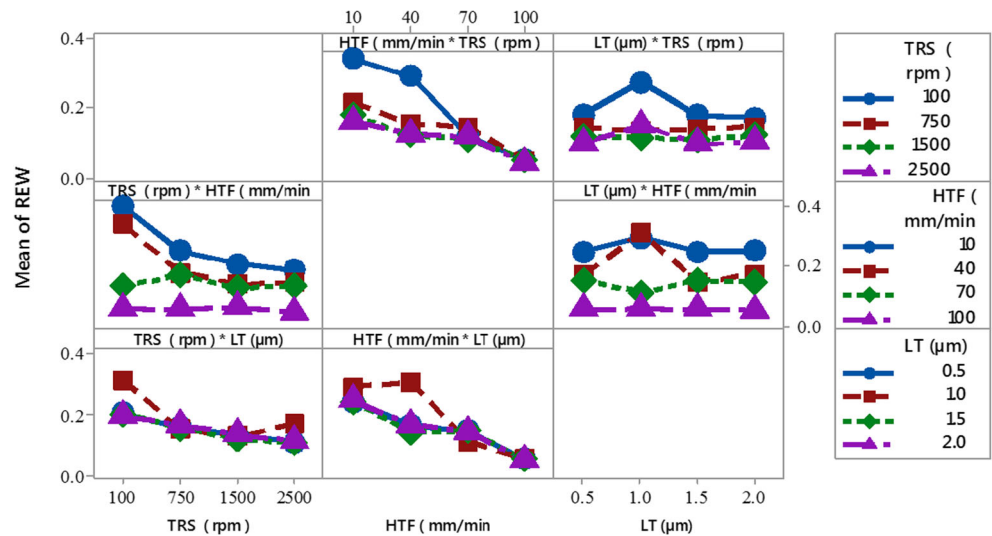 10 40 70 100
0.4
HTF ( mm/min * TRS ( rpm )
LT (µm) * TRS ( rpm )
0.2
0.0
TRS ( rpm ) * HTF ( mm/min
LT (µm) * HTF ( mm/min
0.4
0.2
0.0
TRS ( rpm ) * LT (µm)
HTF ( mm/min * LT (µm)
0.4
0.2
0.0
100 750 1500 2500
0.5 1.0 1.5 2.0
TRS ( rpm )
HTF ( mm/min
LT (µm)
Mean of REW
TRS (
rpm )
100
750
1500
2500
HTF (
mm/min
10
40
70
100
LT (µm)
0.5
10
15
2.0